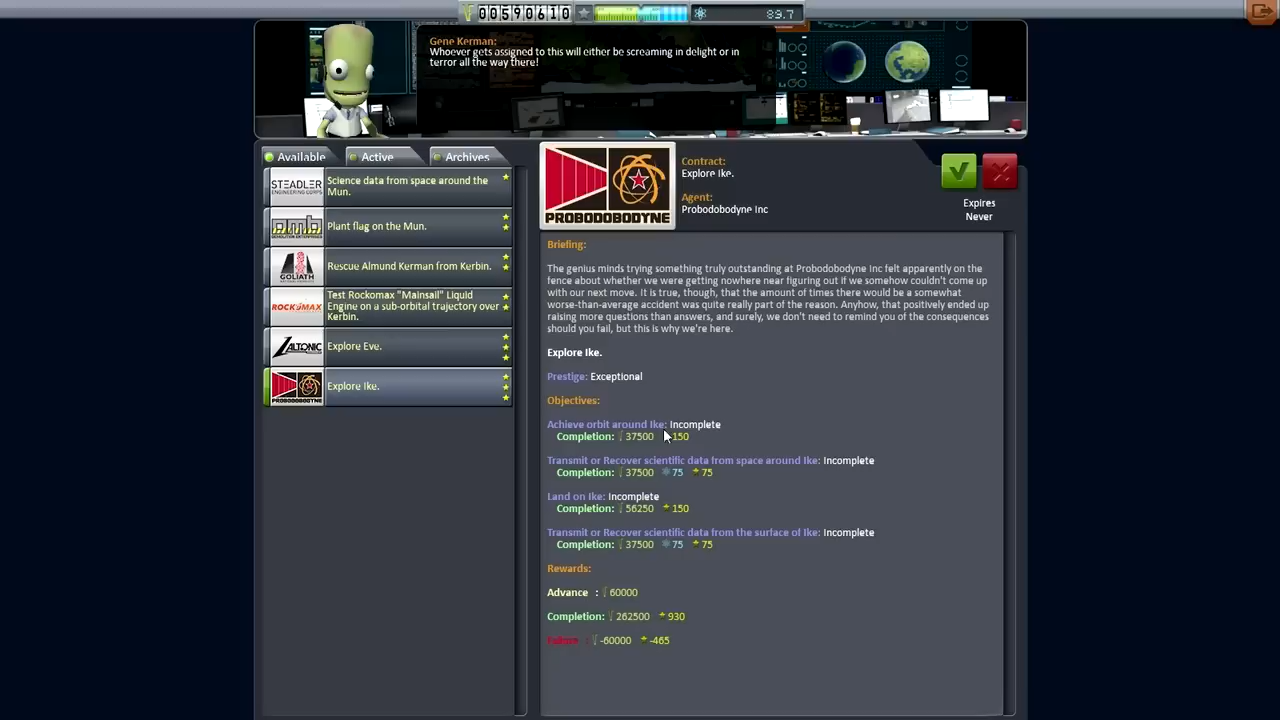 00590610
89.7
Gene Kerman:
Whoever gets assigned to this will either be screaming in delight or in
terror all the way there!
Available
Active
Archives
STEADLER
ENGINEERING CORPS
Science data from space around the
Mun.
Plant flag on the Mun.
GOLIATH
Rescue Almund Kerman from Kerbin.
ROCKOMAX
Test Rockomax "Mainsail" Liquid
Engine on a sub-orbital trajectory over
Kerbin.
ZALTONIC
Explore Eve.
PROBODOBODYNE
Explore Ike.
PROBODOBODYNE
Contract:
Explore Ike.
Agent:
Probodobodyne Inc
Expires
Never
Briefing:
The genius minds trying something truly outstanding at Probodobodyne Inc felt apparently on the
fence about whether we were getting nowhere near figuring out if we somehow couldn't come up
with our next move. It is true, though, that the amount of times there would be a somewhat
worse-than-average accident was quite really part of the reason. Anyhow, that positively ended up
raising more questions than answers, and surely, we don't need to remind you of the consequences
should you fail, but this is why we're here.
Explore Ike.
Prestige: Exceptional
Objectives:
Achieve orbit around Ike: Incomplete
Completion: 37500 150
Transmit or Recover scientific data from space around Ike: Incomplete
Completion: 37500 75 75
Land on Ike: Incomplete
Completion: 56250 150
Transmit or Recover scientific data from the surface of Ike: Incomplete
Completion: 37500 75 75
Rewards:
Advance : 60000
Completion: 262500 930
Failure : -60000 -465